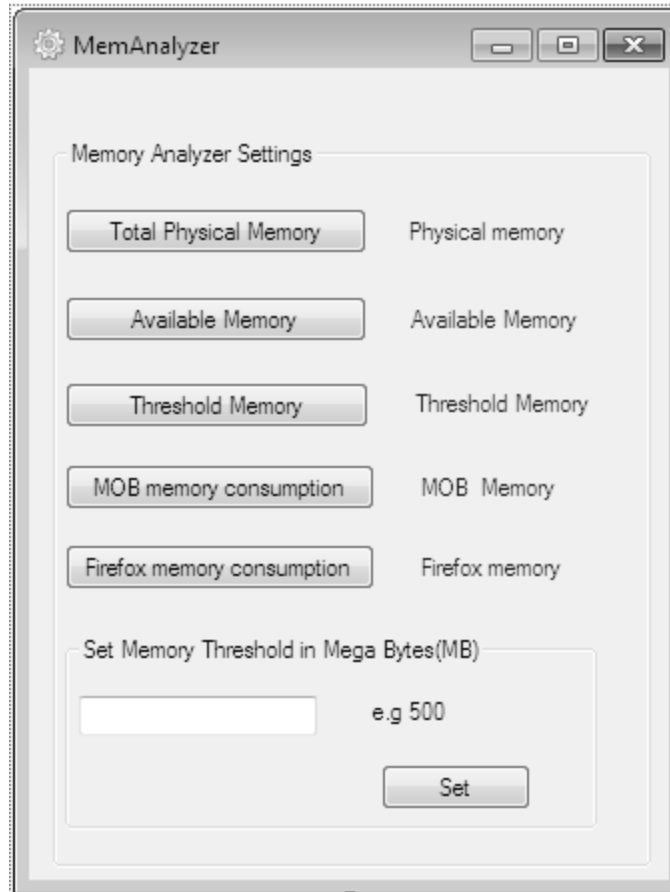 MemAnalyzer
Memory Analyzer Settings
Total Physical Memory Physical memory
Available Memory Available Memory
Threshold Memory Threshold Memory
MOB memory consumption MOB Memory
Firefox memory consumption Firefox memory
Set Memory Threshold in Mega Bytes(MB)
e.g 500
Set